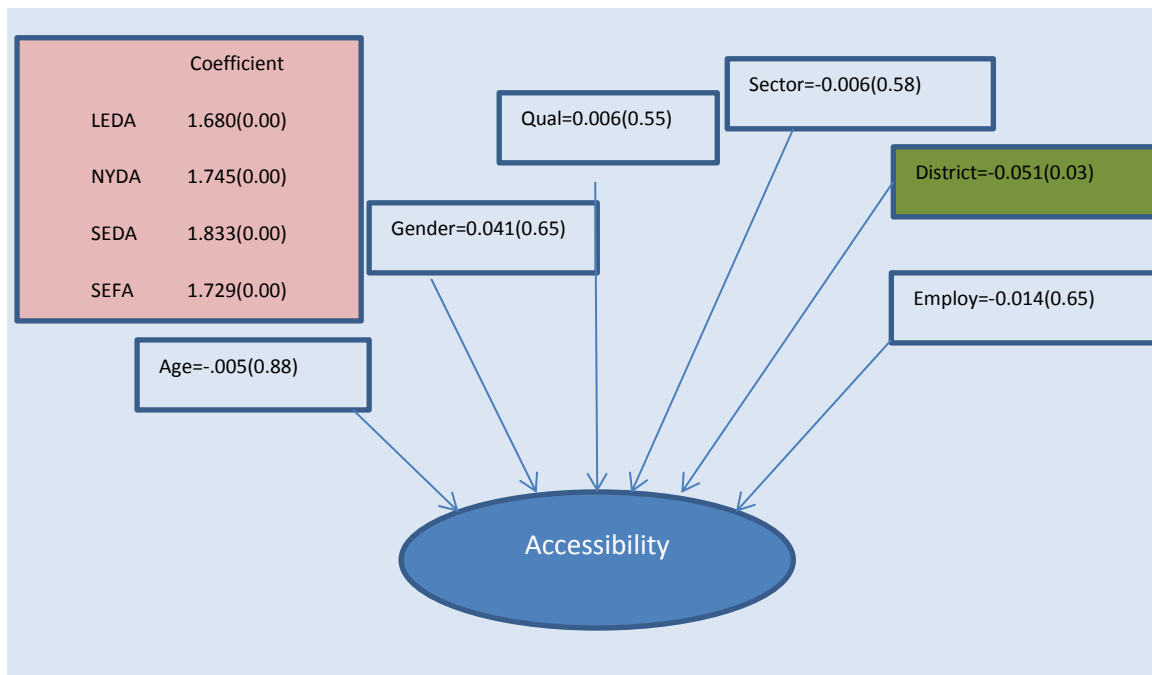 Coefficient
LEDA 1.680(0.00)
NYDA 1.745(0.00)
SEDA 1.833(0.00)
SEFA 1.729(0.00)
Sector=-0.006(0.58)
Qual=0.006(0.55)
District=-0.051(0.03)
Gender=0.041(0.65)
Employ=-0.014(0.65)
Age=-.005(0.88)
Accessibility